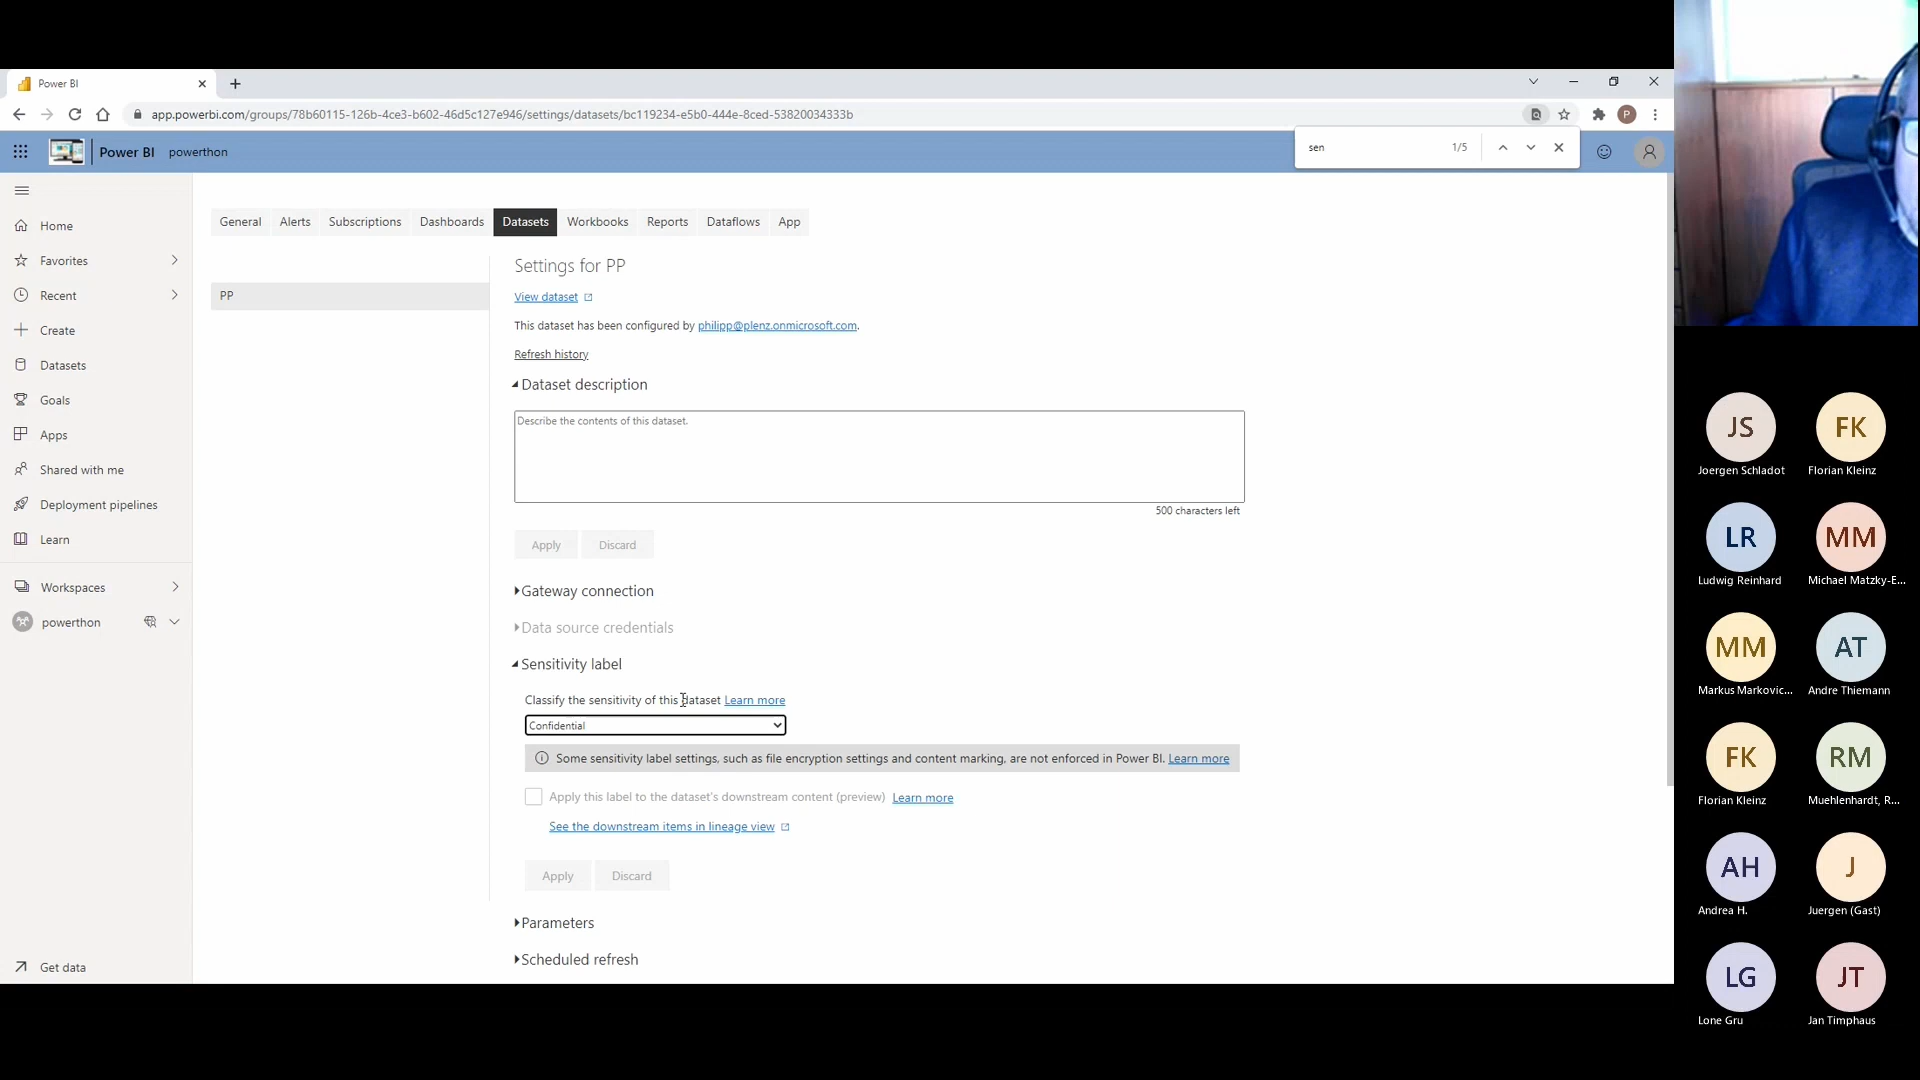 Power BI
app.powerbi.com/groups/78b60115-126b-4ce3-b602-46d5c127e946/settings/datasets/bc119234-e5b0-444e-8ced-53820034333b
P
Power BI powerthon
sen 1/5
Home
Favorites
Recent
Create
Datasets
Goals
Apps
Shared with me
Deployment pipelines
Learn
Workspaces
powerthon
Get data
General Alerts Subscriptions Dashboards Datasets Workbooks Reports Dataflows App
PP
Settings for PP
View dataset
This dataset has been configured by philipp@plenz.onmicrosoft.com.
Refresh history
Dataset description
Describe the contents of this dataset.
500 characters left
Apply Discard
Gateway connection
Data source credentials
Sensitivity label
Classify the sensitivity of this dataset Learn more
Confidential
Some sensitivity label settings, such as file encryption settings and content marking, are not enforced in Power BI. Learn more
Apply this label to the dataset's downstream content (preview) Learn more
See the downstream items in lineage view
Apply Discard
Parameters
Scheduled refresh
JS FK
Joergen Schladot Florian Kleinz
LR MM
Ludwig Reinhard Michael Matzky-E...
MM AT
Markus Markovic... Andre Thiemann
FK RM
Florian Kleinz Muehlenhardt, R...
AH J
Andrea H. Juergen (Gast)
LG JT
Lone Gru Jan Timphaus